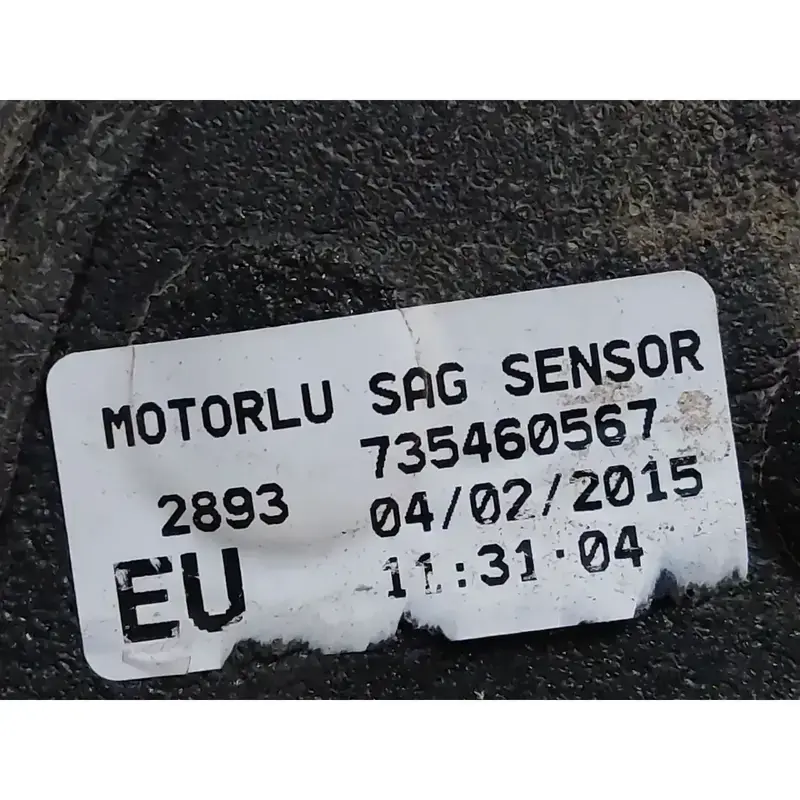 MOTORLU SAG SENSOR
735460567
2893 04/02/2015
EU 11:31:04